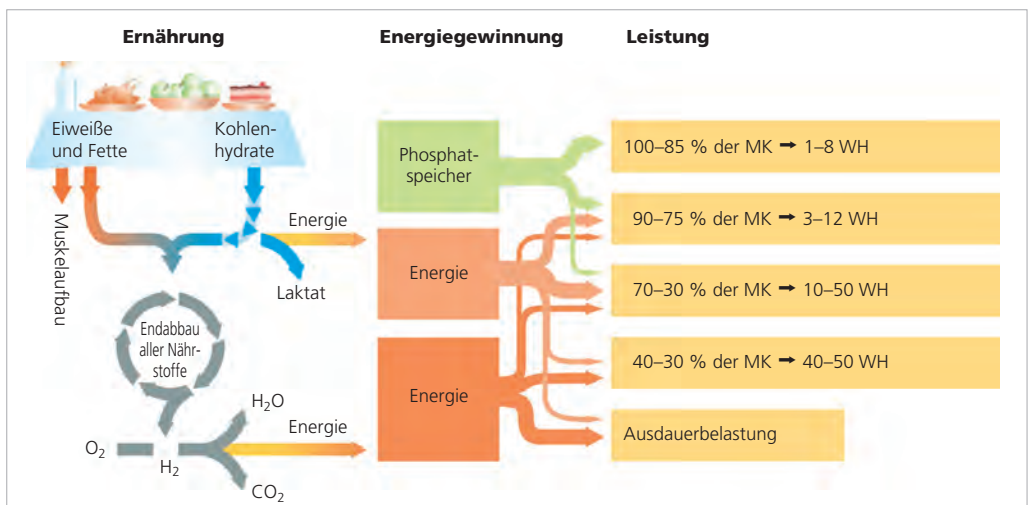 Ernährung
Energiegewinnung
Leistung
Eiweiße
und Fette
Kohlen-
hydrate
Muskelaufbau
Energie
Laktat
Endabbau
aller Nähr-
stoffe
H₂O
Energie
O₂
H₂
CO₂
Phosphat-
speicher
Energie
Energie
100–85 % der MK ➞ 1–8 WH
90–75 % der MK ➞ 3–12 WH
70–30 % der MK ➞ 10–50 WH
40–30 % der MK ➞ 40–50 WH
Ausdauerbelastung